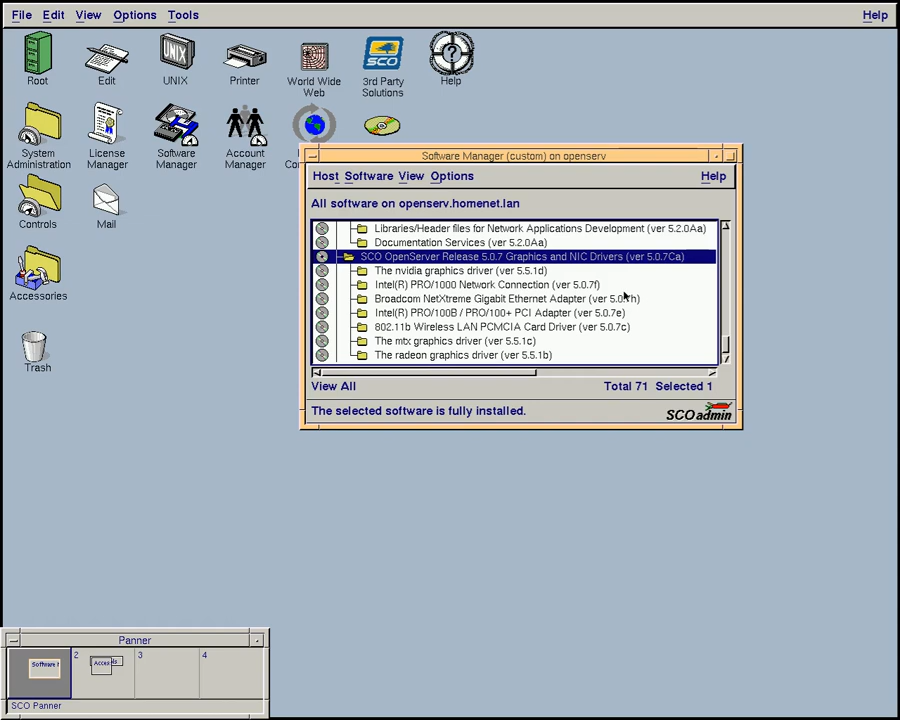 File Edit View Options Tools Help
Root
Edit
UNIX
Printer
World Wide
Web
SCO
3rd Party
Solutions
Help
System
Administration
License
Manager
Software
Manager
Account
Manager
Controls
Mail
Accessories
Trash
Software Manager (custom) on openserv
Host Software View Options Help
All software on openserv.homenet.lan
Libraries/Header files for Network Applications Development (ver 5.2.0Aa)
Documentation Services (ver 5.2.0Aa)
SCO OpenServer Release 5.0.7 Graphics and NIC Drivers (ver 5.0.7Ca)
The nvidia graphics driver (ver 5.5.1d)
Intel(R) PRO/1000 Network Connection (ver 5.0.7f)
Broadcom NetXtreme Gigabit Ethernet Adapter (ver
Intel(R) PRO/100B / PRO/100+ PCI Adapter (ver 5.0.7e)
802.11b Wireless LAN PCMCIA Card Driver (ver 5.0.7c)
The mtx graphics driver (ver 5.5.1c)
The radeon graphics driver (ver 5.5.1b)
View All Total 71 Selected 1
The selected software is fully installed.
SCOadmin
Panner
Software
2
3
4
SCO Panner